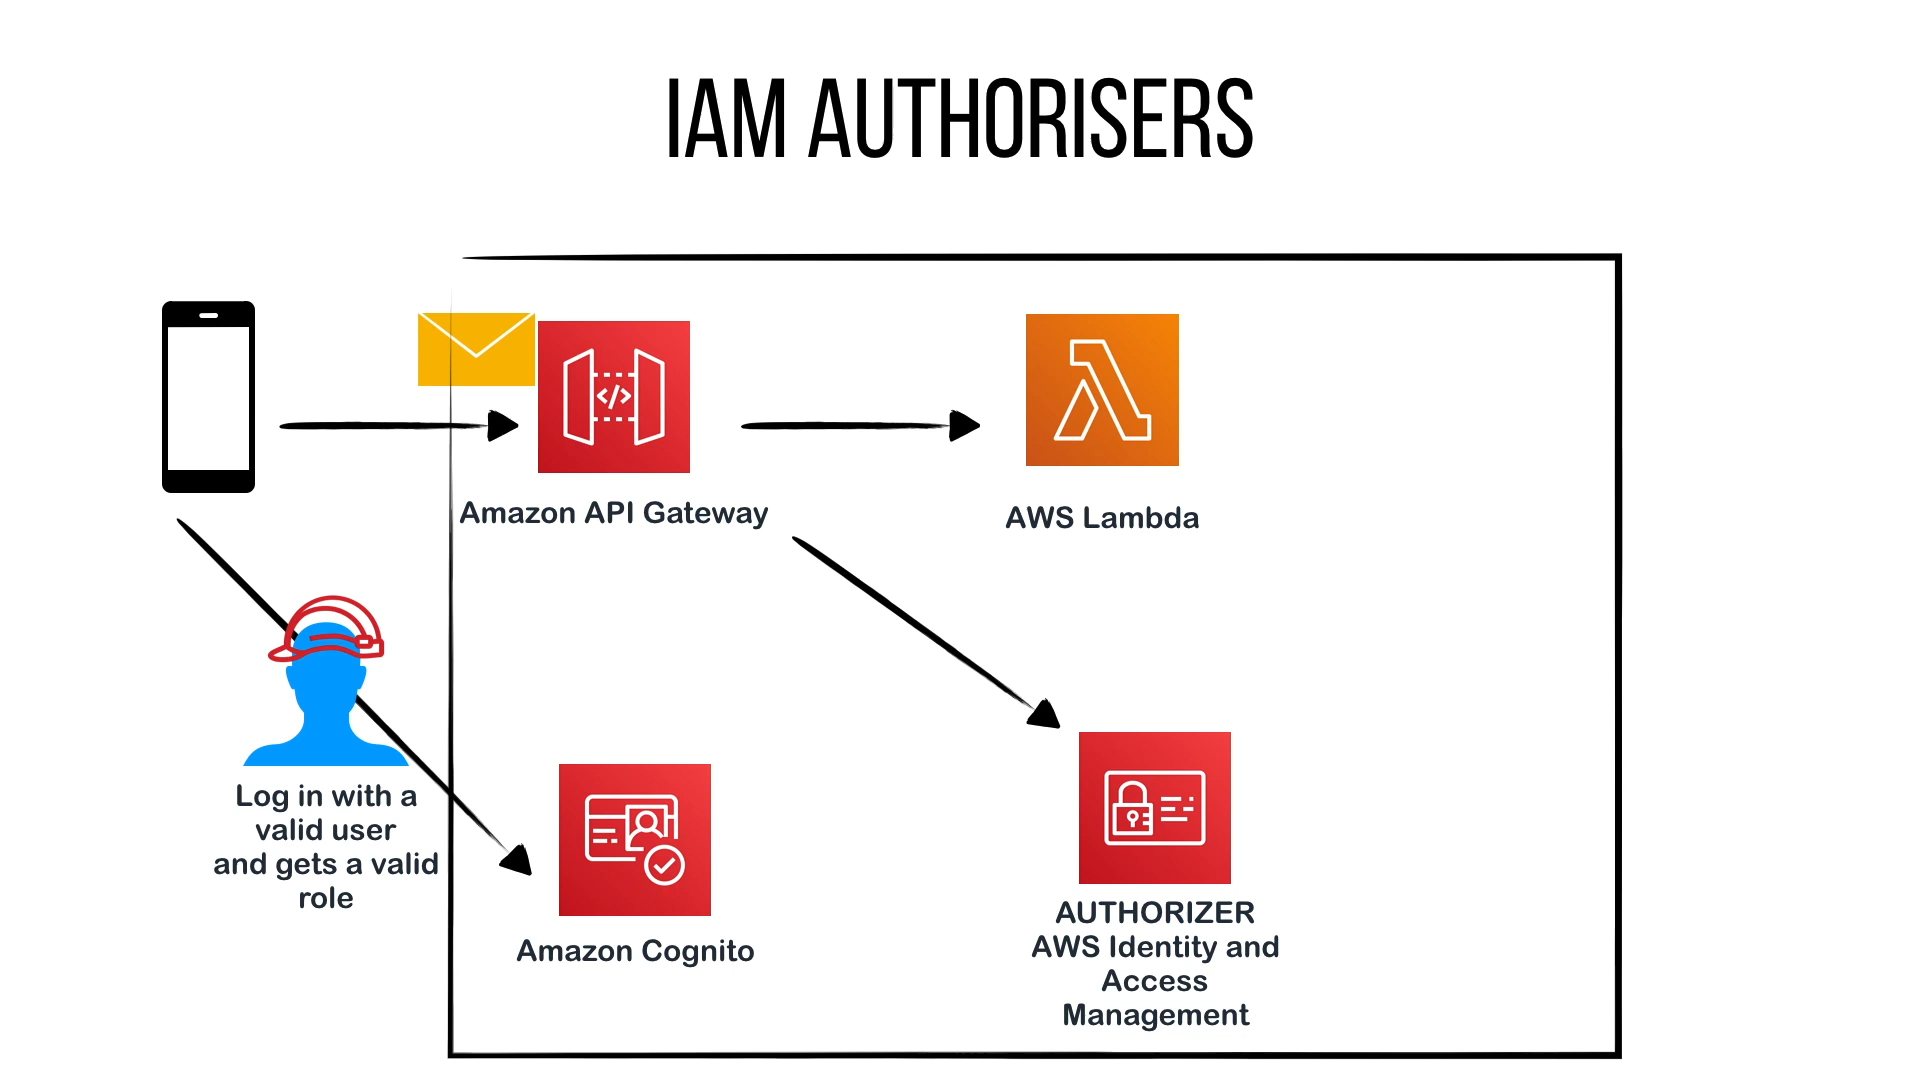 IAM AUTHORISERS
Amazon API Gateway
AWS Lambda
Log in with a
valid user
and gets a valid
role
Amazon Cognito
AUTHORIZER
AWS Identity and
Access
Management